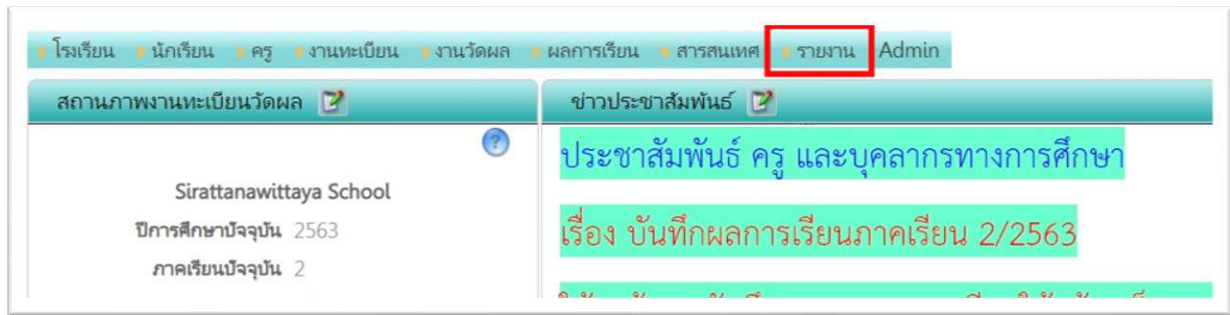 โรงเรียน นักเรียน ครู งานทะเบียน งานวัดผล ผลการเรียน สารสนเทศ รายงาน Admin
สถานภาพงานทะเบียนวัดผล
Sirattanawittaya School
ปีการศึกษาปัจจุบัน 2563
ภาคเรียนปัจจุบัน 2
ข่าวประชาสัมพันธ์
ประชาสัมพันธ์ ครู และบุคลากรทางการศึกษา
เรื่อง บันทึกผลการเรียนภาคเรียน 2/2563